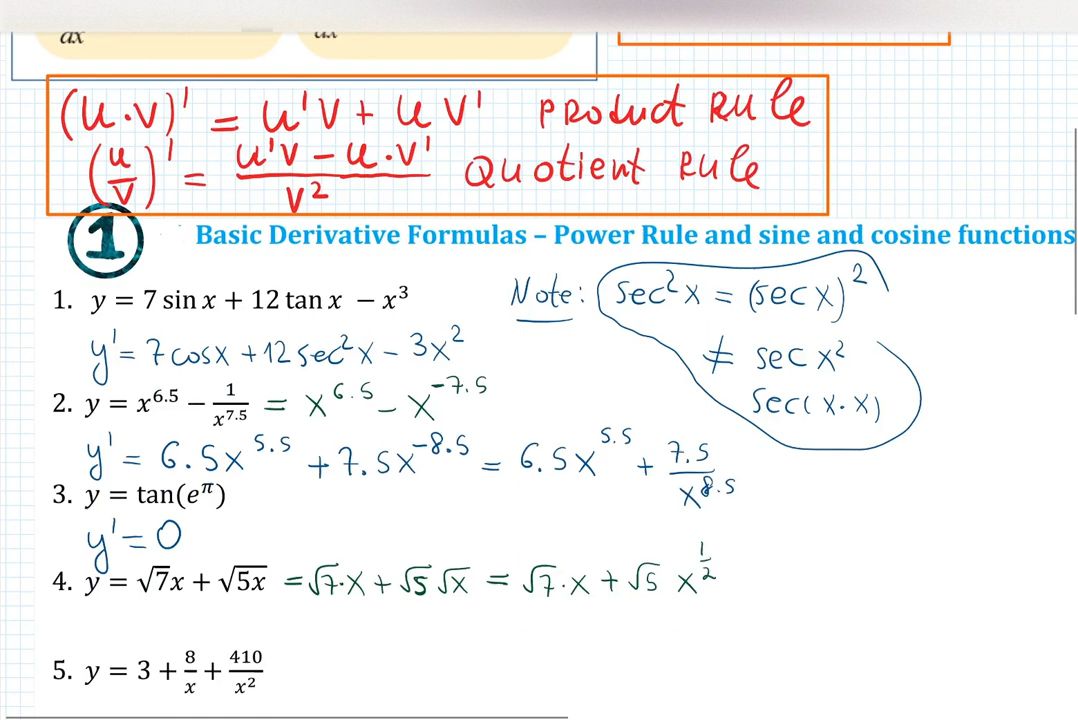 dx
(u·v)' = u'v + u v' Product Rule
(u/v)' = (u'v − u·v')/v² Quotient Rule
1 Basic Derivative Formulas – Power Rule and sine and cosine functions
1. y = 7 sin x + 12 tan x − x³ Note: sec²x = (sec x)²
y' = 7cosx + 12 sec²x − 3x² ≠ sec x²
2. y = x^6.5 − 1/x^7.5 = x^6.5 − x^−7.5 sec(x·x)
y' = 6.5x^5.5 + 7.5x^−8.5 = 6.5x^5.5 + 7.5/x^8.5
3. y = tan(e^π)
y' = 0
4. y = √7x + √5x = √7·x + √5 √x = √7·x + √5 x^1/2
5. y = 3 + 8/x + 410/x²